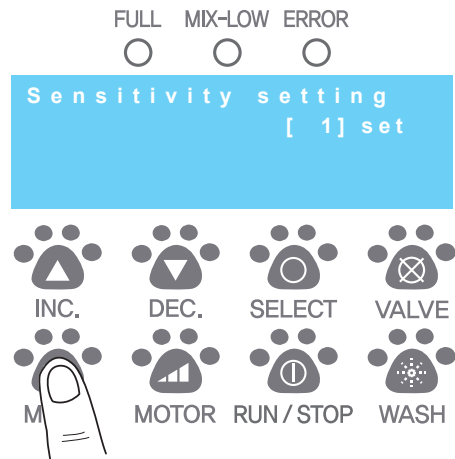 FULL MIX-LOW ERROR
Sensitivity setting
[ 1] set
INC. DEC. SELECT VALVE
M MOTOR RUN / STOP WASH